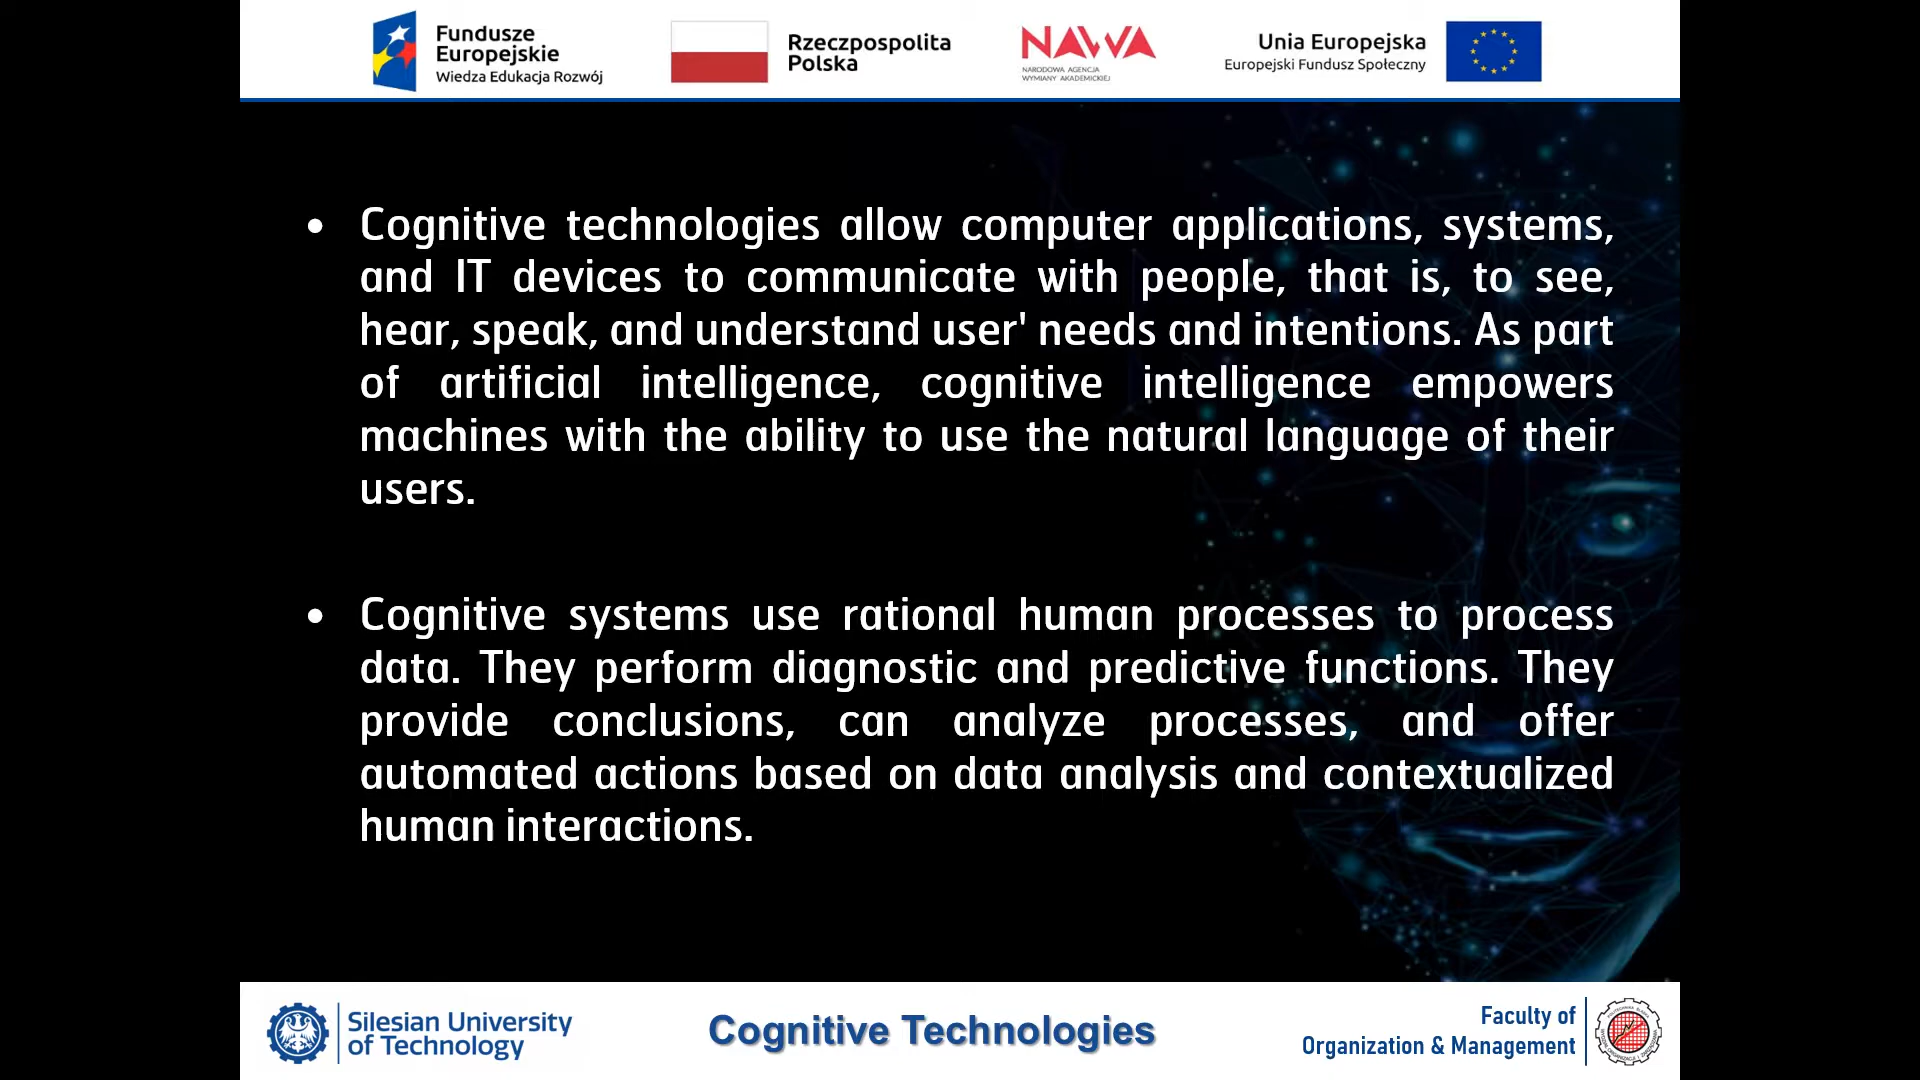 Fundusze
Europejskie
Wiedza Edukacja Rozwój
Rzeczpospolita
Polska
NAWA
NARODOWA AGENCJA
WYMIANY AKADEMICKIEJ
Unia Europejska
Europejski Fundusz Społeczny
• Cognitive technologies allow computer applications, systems,
and IT devices to communicate with people, that is, to see,
hear, speak, and understand user' needs and intentions. As part
of artificial intelligence, cognitive intelligence empowers
machines with the ability to use the natural language of their
users.
• Cognitive systems use rational human processes to process
data. They perform diagnostic and predictive functions. They
provide conclusions, can analyze processes, and offer
automated actions based on data analysis and contextualized
human interactions.
Silesian University
of Technology
Cognitive Technologies
Faculty of
Organization & Management